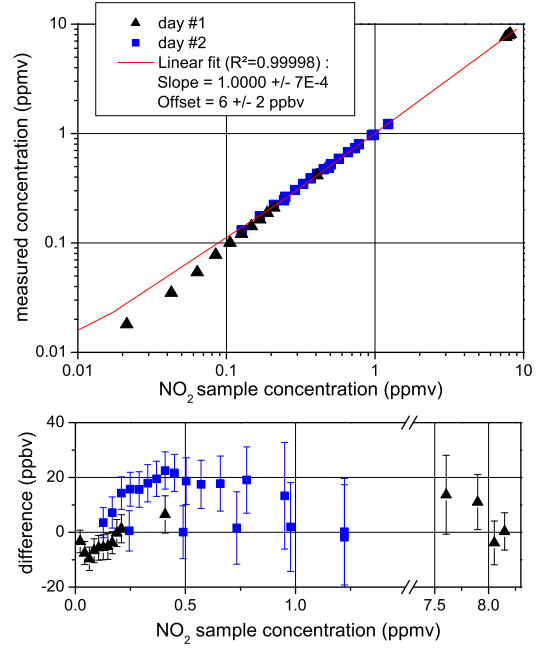 day #1
day #2
Linear fit (R²=0.99998) :
Slope = 1.0000 +/- 7E-4
Offset = 6 +/- 2 ppbv
measured concentration (ppmv)
10
1
0.1
0.01
0.01 0.1 1 10
NO₂ sample concentration (ppmv)
difference (ppbv)
40
20
0
-20
0.0 0.5 1.0 7.5 8.0
NO₂ sample concentration (ppmv)